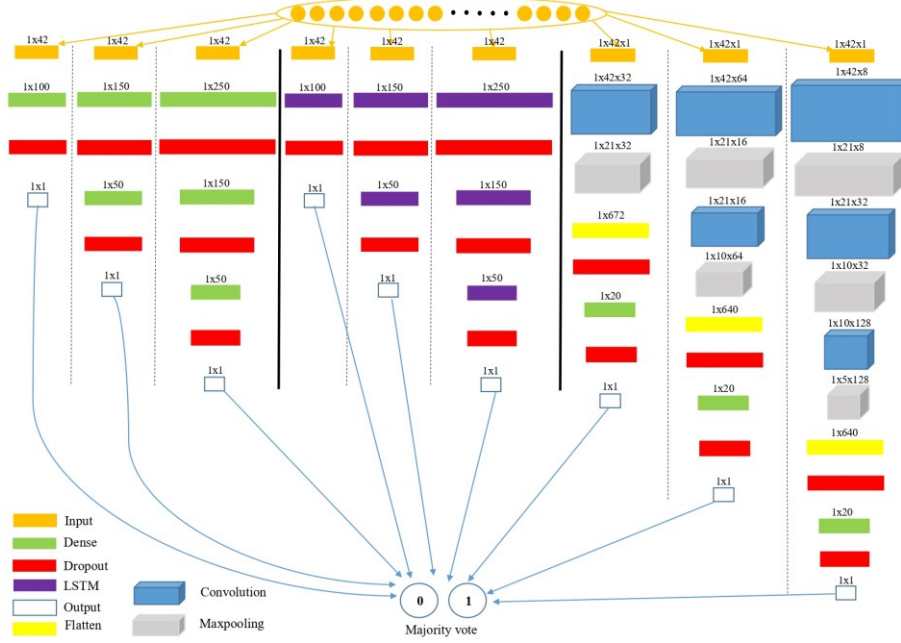 1x42 1x42 1x42 1x42 1x42 1x42 1x42x1 1x42x1 1x42x1
1x100 1x150 1x250 1x100 1x150 1x250 1x42x32 1x42x64 1x42x8
1x21x32 1x21x16 1x21x8
1x1 1x50 1x150 1x1 1x50 1x150 1x672 1x21x16 1x21x32
1x10x64 1x10x32
1x1 1x50 1x1 1x50 1x20 1x640 1x10x128
1x1 1x1 1x1 1x20 1x5x128
1x640
1x1
1x20
1x1
Input
Dense
Dropout
LSTM
Output
Flatten
Convolution
Maxpooling
0 1
Majority vote